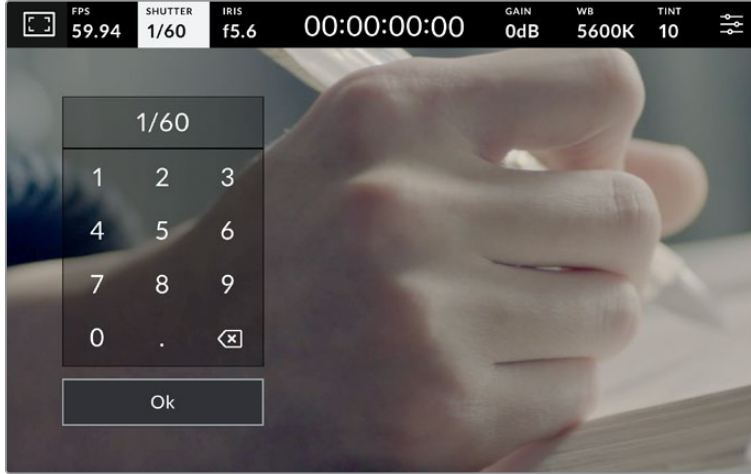 FPS SHUTTER IRIS GAIN WB TINT
59.94 1/60 f5.6 00:00:00:00 0dB 5600K 10
1/60
1 2 3
4 5 6
7 8 9
0 .
Ok